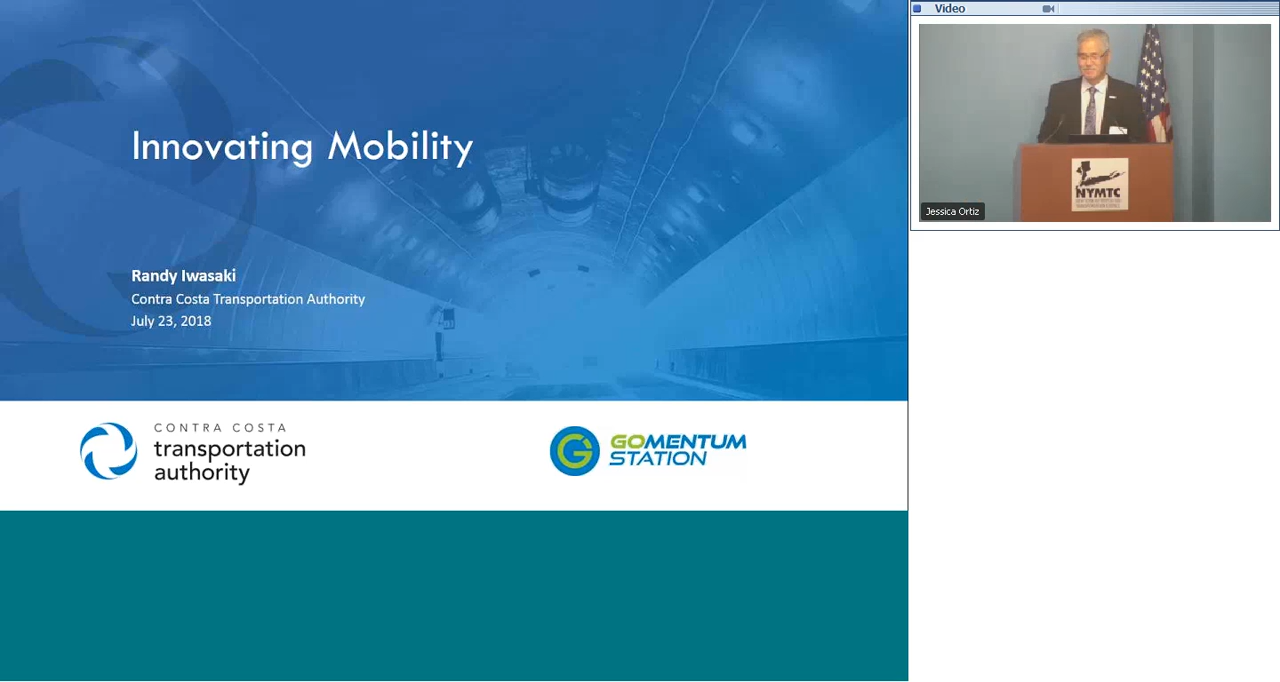 Innovating Mobility
Randy Iwasaki
Contra Costa Transportation Authority
July 23, 2018
CONTRA COSTA
transportation
authority
GOMENTUM
STATION
Video
NYMTC
Jessica Ortiz